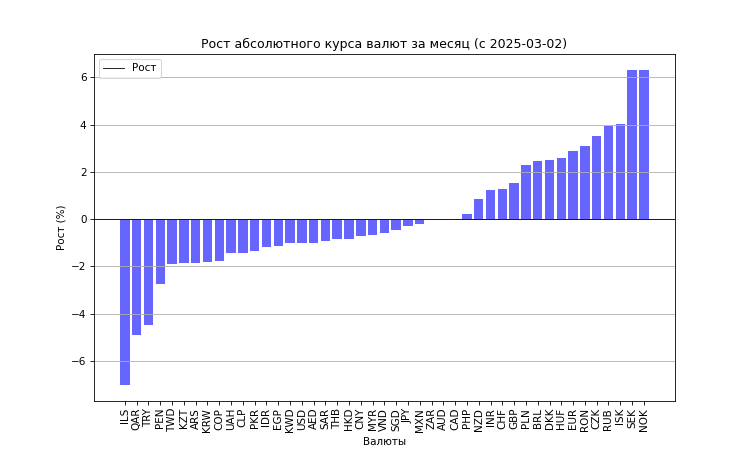 Рост абсолютного курса валют за месяц (с 2025-03-02)
Рост
6
4
2
0
−2
−4
−6
Рост (%)
ILS QAR TRY PEN TWD KZT ARS KRW COP UAH CLP PKR IDR EGP KWD USD AED SAR THB HKD CNY MYR VND SGD JPY MXN ZAR AUD CAD PHP NZD INR CHF GBP PLN BRL DKK HUF EUR RON CZK RUB ISK SEK NOK
Валюты